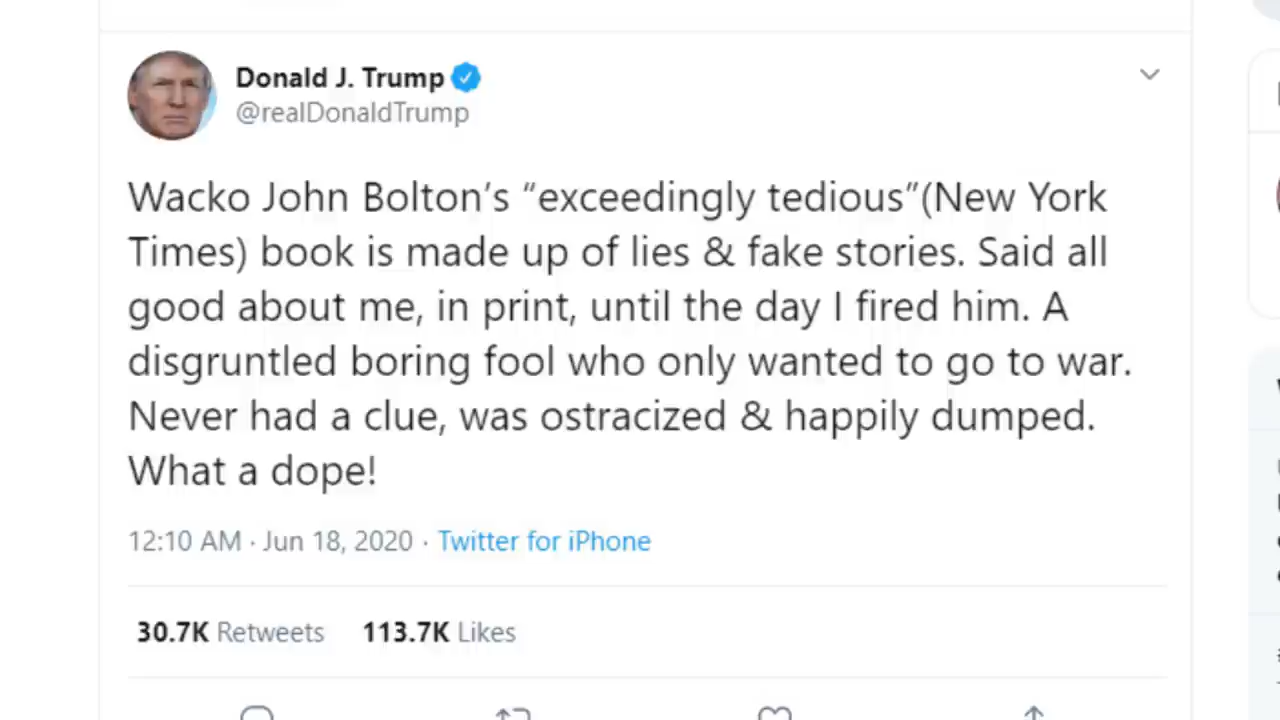 Donald J. Trump
@realDonaldTrump
Wacko John Bolton's “exceedingly tedious”(New York
Times) book is made up of lies & fake stories. Said all
good about me, in print, until the day I fired him. A
disgruntled boring fool who only wanted to go to war.
Never had a clue, was ostracized & happily dumped.
What a dope!
12:10 AM · Jun 18, 2020 · Twitter for iPhone
30.7K Retweets 113.7K Likes